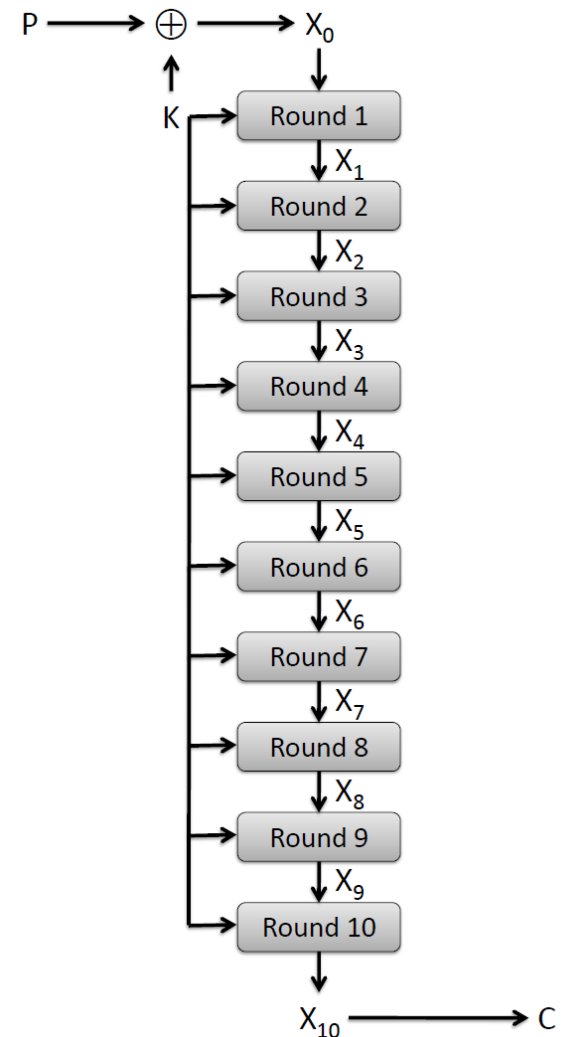 P ⊕ X₀
K
Round 1
X₁
Round 2
X₂
Round 3
X₃
Round 4
X₄
Round 5
X₅
Round 6
X₆
Round 7
X₇
Round 8
X₈
Round 9
X₉
Round 10
X₁₀ C